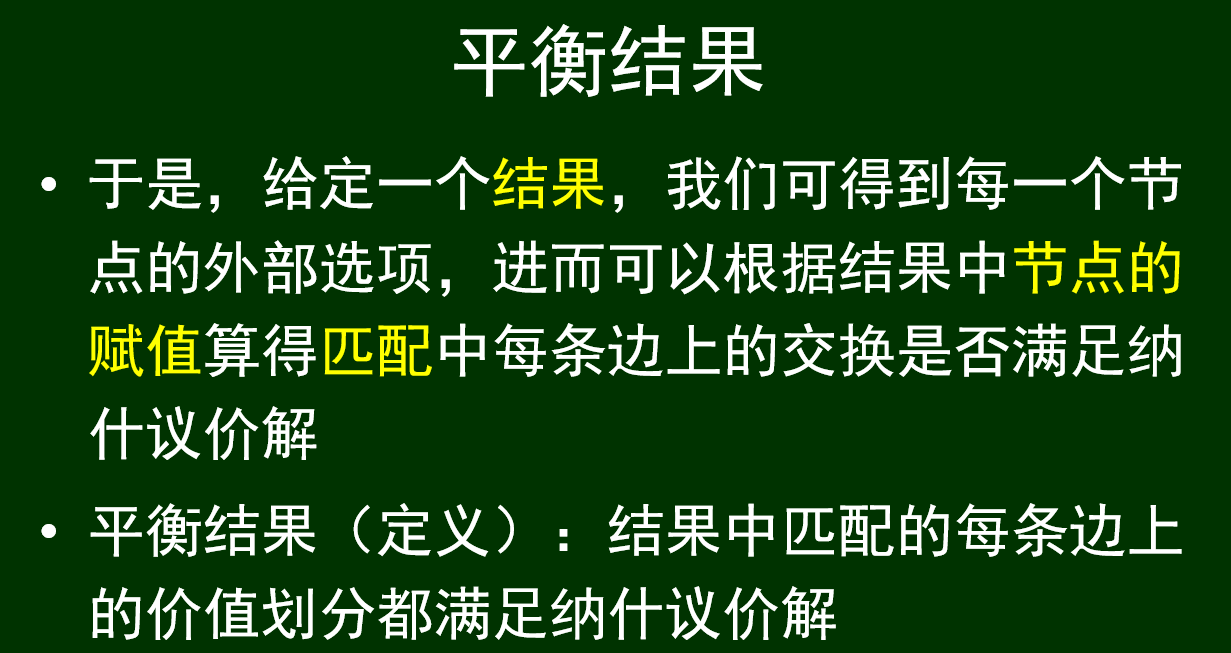 平衡结果
• 于是，给定一个结果，我们可得到每一个节
点的外部选项，进而可以根据结果中节点的
赋值算得匹配中每条边上的交换是否满足纳
什议价解
• 平衡结果（定义）：结果中匹配的每条边上
的价值划分都满足纳什议价解